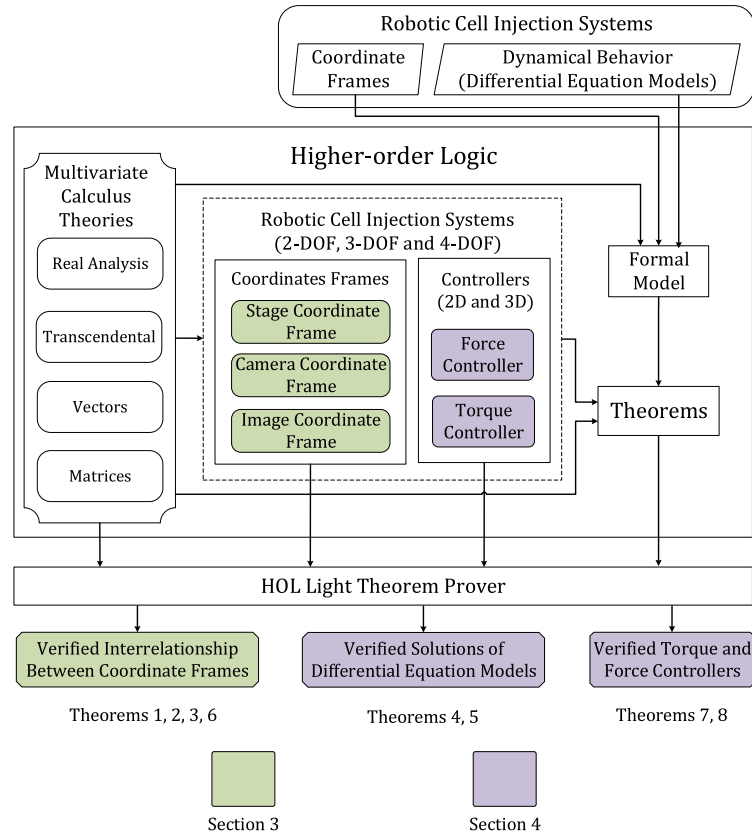 Robotic Cell Injection Systems
Coordinate
Frames
Dynamical Behavior
(Differential Equation Models)
Higher-order Logic
Multivariate
Calculus
Theories
Real Analysis
Transcendental
Vectors
Matrices
Robotic Cell Injection Systems
(2-DOF, 3-DOF and 4-DOF)
Coordinates Frames
Stage Coordinate
Frame
Camera Coordinate
Frame
Image Coordinate
Frame
Controllers
(2D and 3D)
Force
Controller
Torque
Controller
Formal
Model
Theorems
HOL Light Theorem Prover
Verified Interrelationship
Between Coordinate Frames
Verified Solutions of
Differential Equation Models
Verified Torque and
Force Controllers
Theorems 1, 2, 3, 6
Theorems 4, 5
Theorems 7, 8
Section 3
Section 4